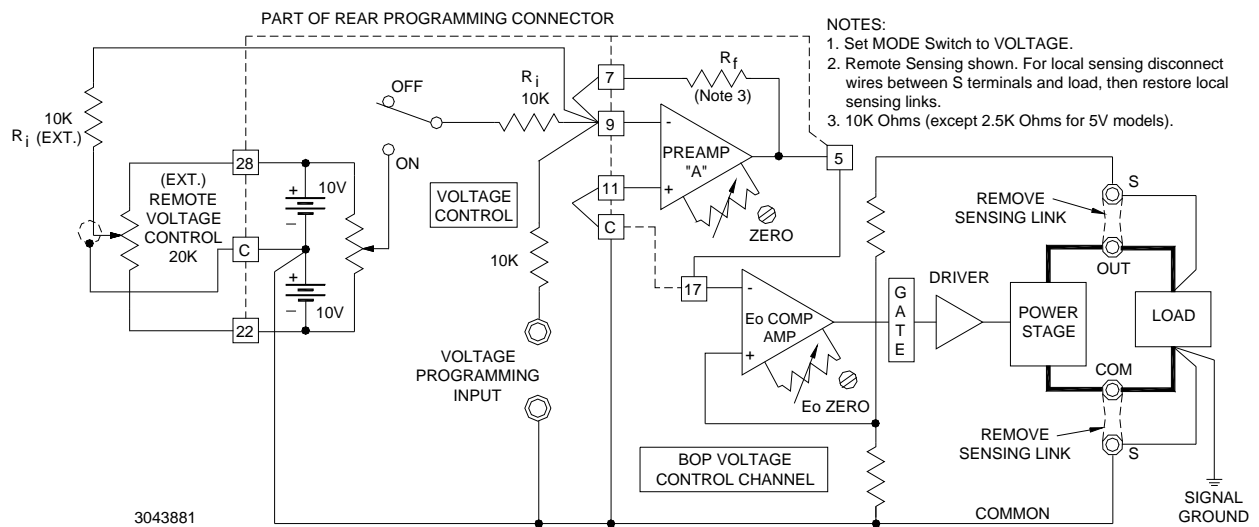 PART OF REAR PROGRAMMING CONNECTOR
NOTES:
1. Set MODE Switch to VOLTAGE.
2. Remote Sensing shown. For local sensing disconnect
wires between S terminals and load, then restore local
sensing links.
3. 10K Ohms (except 2.5K Ohms for 5V models).
10K
Ri (EXT.)
OFF
ON
Ri
10K
7
9
11
C
Rf
(Note 3)
-
+
PREAMP
"A"
ZERO
5
28
C
22
(EXT.)
REMOTE
VOLTAGE
CONTROL
20K
+
10V
–
+
10V
–
VOLTAGE
CONTROL
10K
VOLTAGE
PROGRAMMING
INPUT
17
-
+
Eo COMP
AMP
Eo ZERO
GATE
DRIVER
POWER
STAGE
LOAD
S
REMOVE
SENSING LINK
OUT
COM
REMOVE
SENSING LINK
S
BOP VOLTAGE
CONTROL CHANNEL
COMMON
SIGNAL
GROUND
3043881